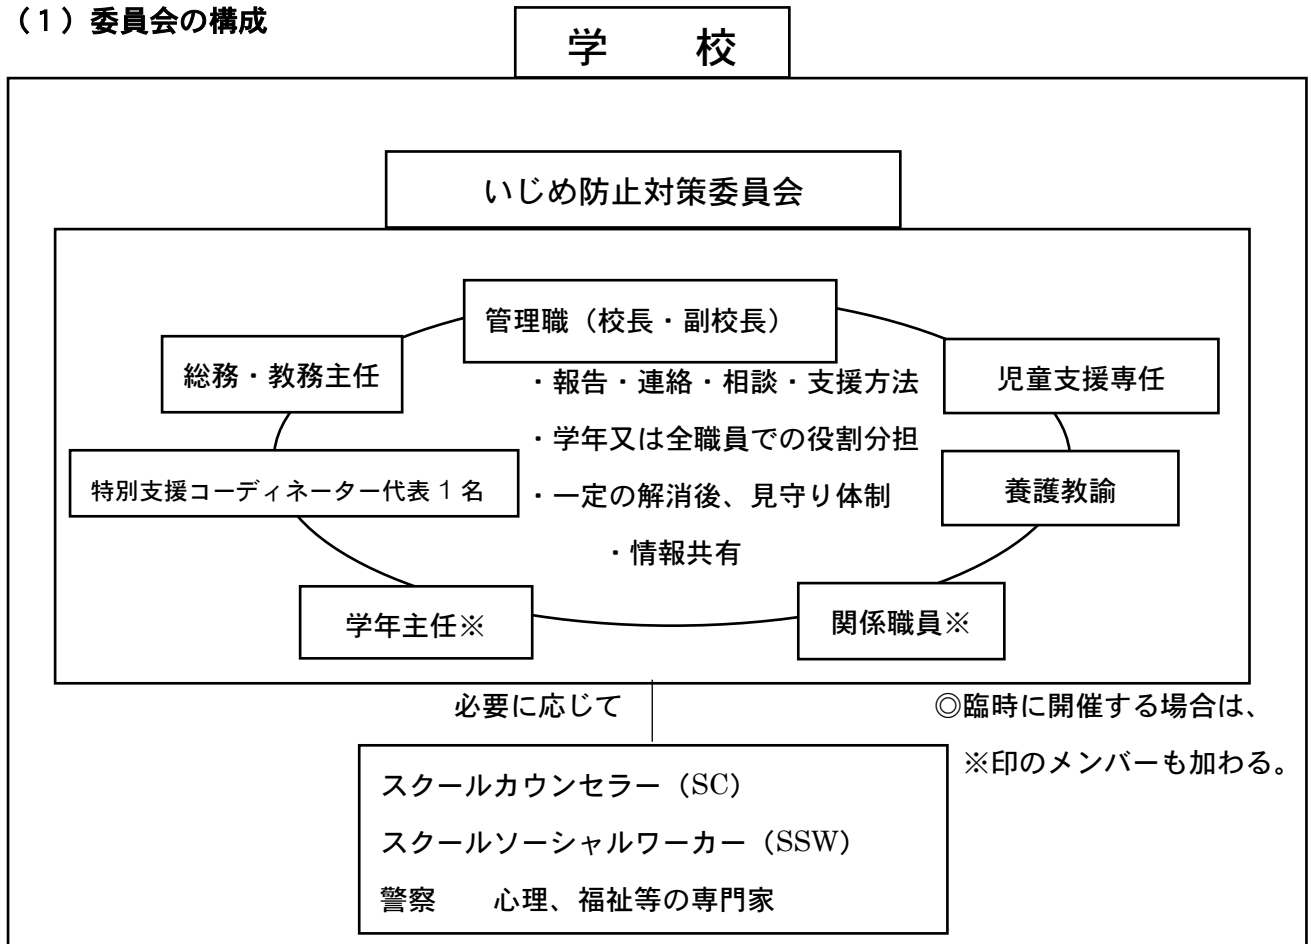 （１）委員会の構成
学　　校
いじめ防止対策委員会
管理職（校長・副校長）
総務・教務主任
児童支援専任
・報告・連絡・相談・支援方法
・学年又は全職員での役割分担
特別支援コーディネーター代表１名
養護教諭
・一定の解消後、見守り体制
・情報共有
学年主任※
関係職員※
必要に応じて
◎臨時に開催する場合は、
※印のメンバーも加わる。
スクールカウンセラー（SC）
スクールソーシャルワーカー（SSW）
警察　　心理、福祉等の専門家